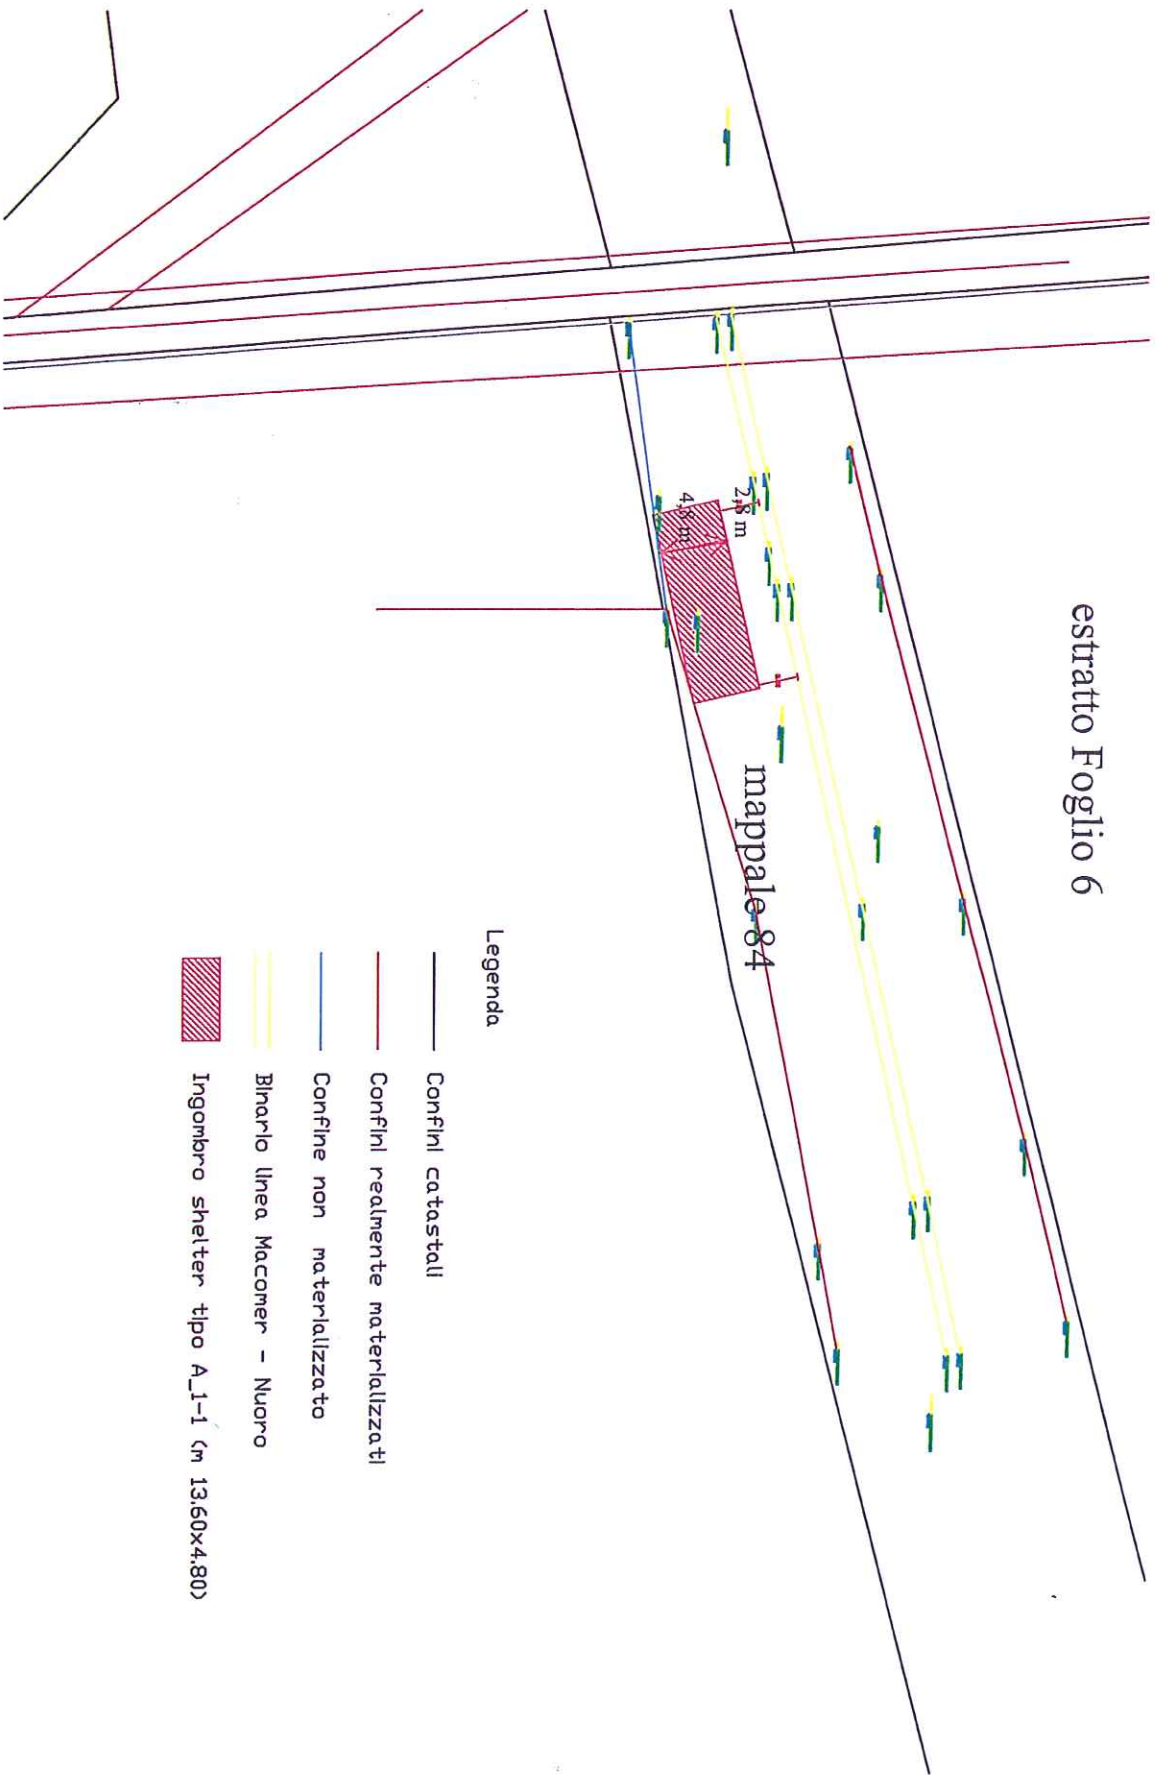 estratto Foglio 6
2,8 m
4,8 m
mappale 84
Legenda
Confini catastali
Confini realmente materializzati
Confine non materializzato
Binario linea Macomer - Nuoro
Ingombro shelter tipo A_1-1 (m 13.60x4.80)